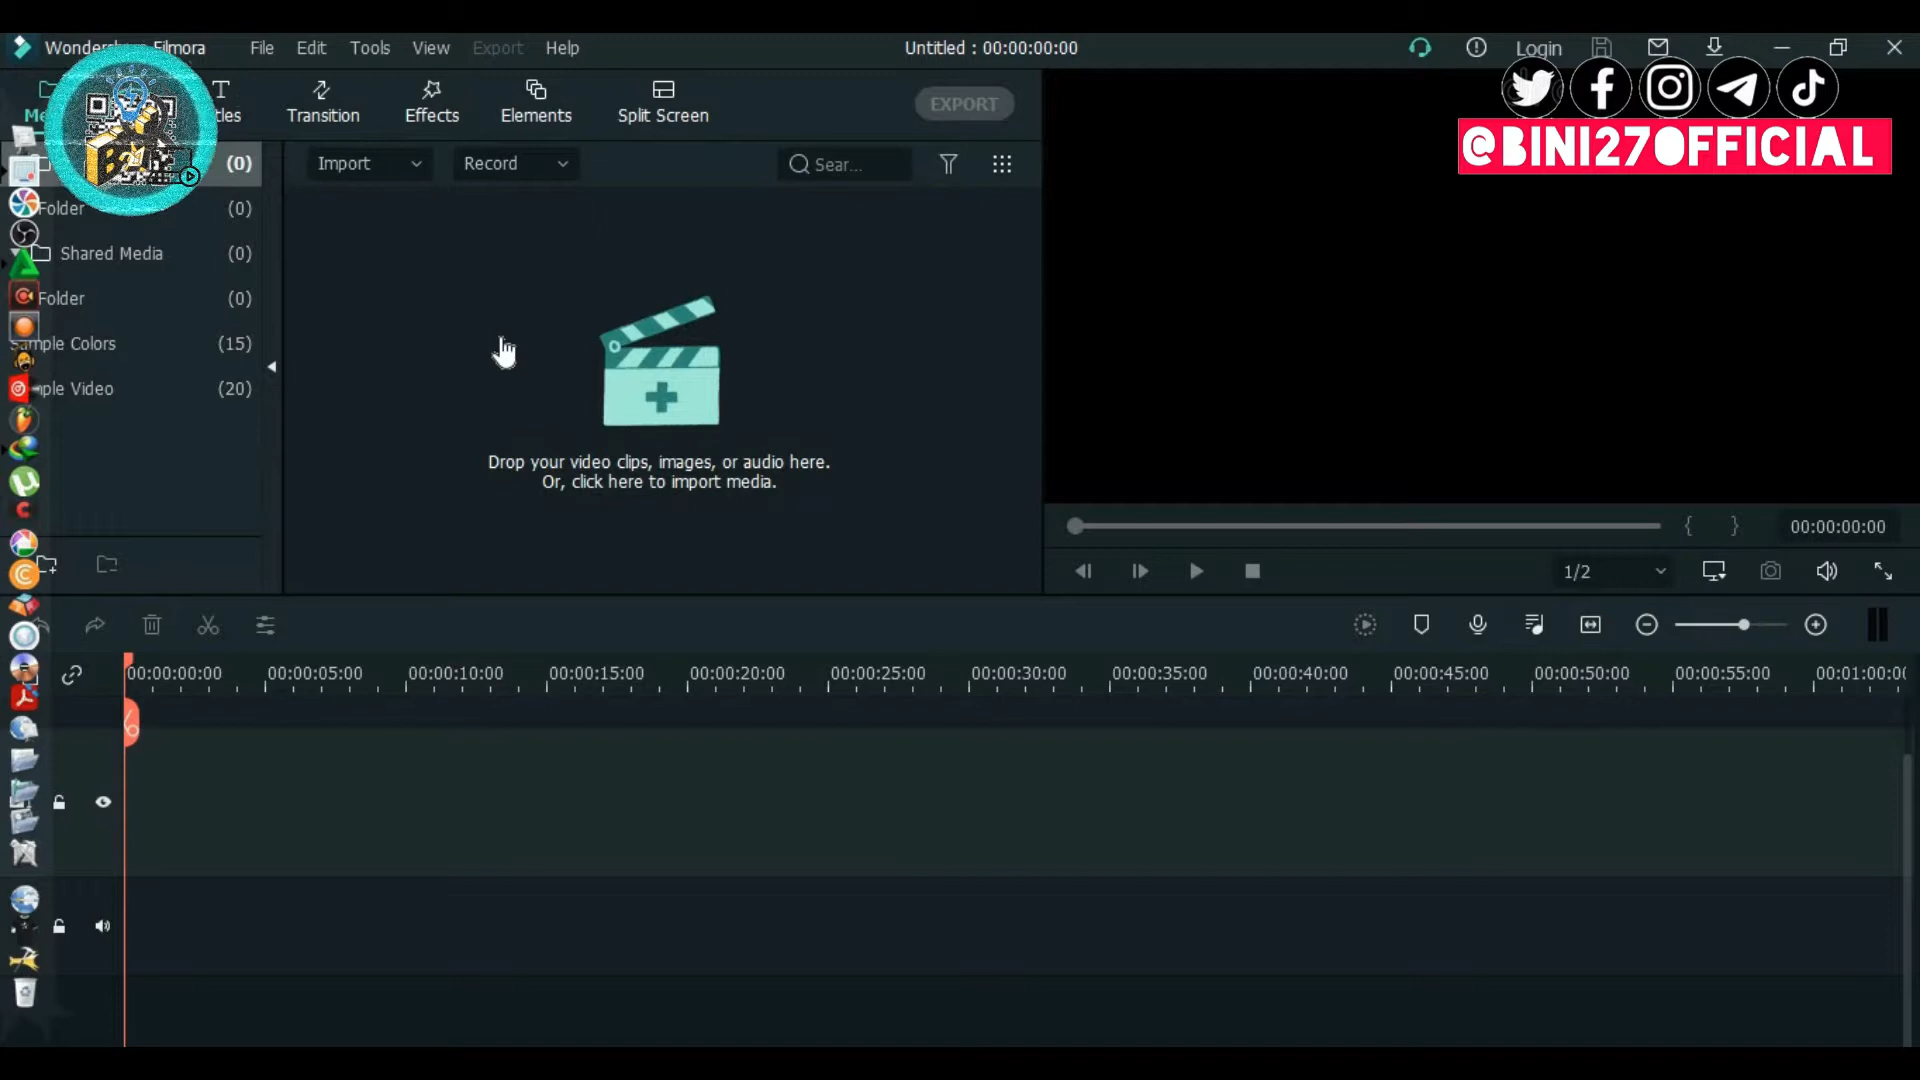 Wondersh Filmora File Edit Tools View Export Help Untitled : 00:00:00:00 Login
Transition Effects Elements Split Screen EXPORT
@BINI27OFFICIAL
Import Record Sear... (0)
Folder (0)
Shared Media (0)
Folder (0)
mple Colors (15)
ple Video (20)
Drop your video clips, images, or audio here.
Or, click here to import media.
{ } 00:00:00:00
1/2
00:00:00:00 00:00:05:00 00:00:10:00 00:00:15:00 00:00:20:00 00:00:25:00 00:00:30:00 00:00:35:00 00:00:40:00 00:00:45:00 00:00:50:00 00:00:55:00 00:01:00:0